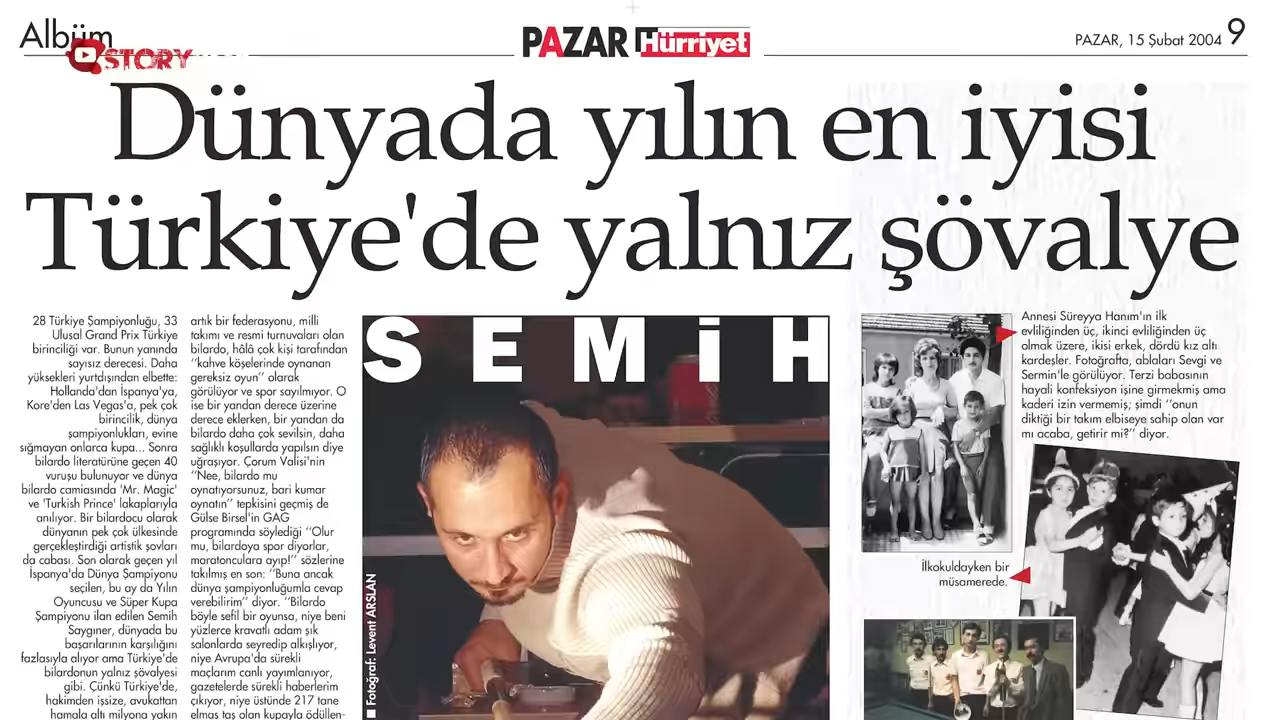 Albüm
STORY
PAZAR Hürriyet
PAZAR, 15 Şubat 2004 9
Dünyada yılın en iyisi
Türkiye'de yalnız şövalye
28 Türkiye Şampiyonluğu, 33
Ulusal Grand Prix Türkiye
birinciliği var. Bunun yanında
sayısız derecesi. Daha
yüksekleri yurtdışından elbette:
Hollanda'dan İspanya'ya,
Kore'den Las Vegas'a, pek çok
birincilik, dünya
şampiyonlukları, evine
sığmayan onlarca kupa... Sonra
bilardo literatürüne geçen 40
vuruşu bulunuyor ve dünya
bilardo camiasında 'Mr. Magic'
ve 'Turkish Prince' lakaplarıyla
anılıyor. Bir bilardocu olarak
dünyanın pek çok ülkesinde
gerçekleştirdiği artistik şovları
da cabası. Son olarak geçen yıl
İspanya'da Dünya Şampiyonu
seçilen, bu ay da Yılın
Oyuncusu ve Süper Kupa
Şampiyonu ilan edilen Semih
Saygıner, dünyada bu
başarılarının karşılığını
fazlasıyla alıyor ama Türkiye'de
bilardonun yalnız şövalyesi
gibi. Çünkü Türkiye'de,
hakimden işsize, avukattan
hamala altı milyona yakın
artık bir federasyonu, milli
takımı ve resmi turnuvaları olan
bilardo, hâlâ çok kişi tarafından
''kahve köşelerinde oynanan
gereksiz oyun'' olarak
görülüyor ve spor sayılmıyor. O
ise bir yandan derece üzerine
derece eklerken, bir yandan da
bilardo daha çok sevilsin, daha
sağlıklı koşullarda yapılsın diye
uğraşıyor. Çorum Valisi'nin
''Nee, bilardo mu
oynatıyorsunuz, bari kumar
oynatın'' tepkisini geçmiş de
Gülse Birsel'in GAG
programında söylediği ''Olur
mu, bilardoya spor diyorlar,
maratonculara ayıp!'' sözlerine
takılmış en son: ''Buna ancak
dünya şampiyonluğumla cevap
verebilirim'' diyor. ''Bilardo
böyle sefil bir oyunsa, niye beni
yüzlerce kravatlı adam şık
salonlarda seyredip alkışlıyor,
niye Avrupa'da sürekli
maçlarım canlı yayımlanıyor,
gazetelerde sürekli haberlerim
çıkıyor, niye üstünde 217 tane
elmas taş olan kupayla ödüllen-
SEMiH
Fotoğraf: Levent ARSLAN
Annesi Süreyya Hanım'ın ilk
evliliğinden üç, ikinci evliliğinden üç
olmak üzere, ikisi erkek, dördü kız altı
kardeşler. Fotoğrafta, ablaları Sevgi ve
Sermin'le görülüyor. Terzi babasının
hayali konfeksiyon işine girmekmiş ama
kaderi izin vermemiş; şimdi ''onun
diktiği bir takım elbiseye sahip olan var
mı acaba, getirir mi?'' diyor.
İlkokuldayken bir
müsamerede.